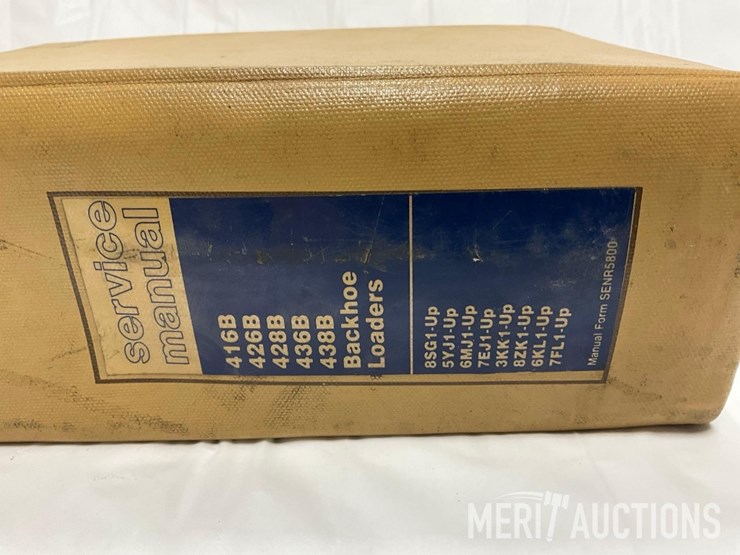 service
manual
416B
426B
428B
436B
438B
Backhoe
Loaders
8SG1-Up
5YJ1-Up
6MJ1-Up
7EJ1-Up
3KK1-Up
8ZK1-Up
6KL1-Up
7FL1-Up
Manual Form SENR5800
MERIT AUCTIONS